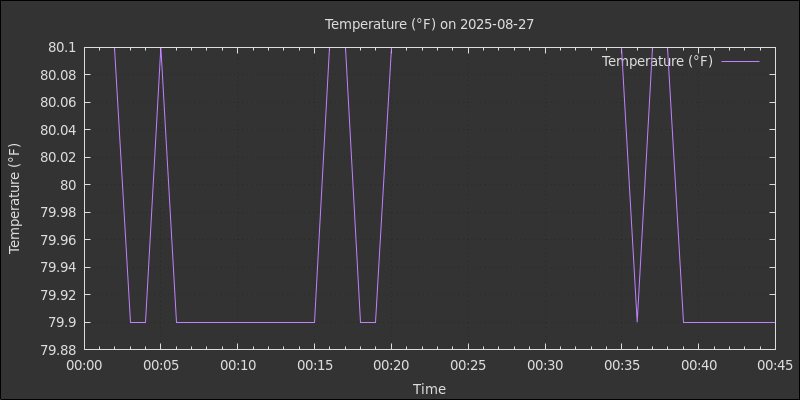 Temperature (°F) on 2025-08-27
80.1
80.08
80.06
80.04
80.02
80
79.98
79.96
79.94
79.92
79.9
79.88
Temperature (°F)
Temperature (°F)
00:00 00:05 00:10 00:15 00:20 00:25 00:30 00:35 00:40 00:45
Time